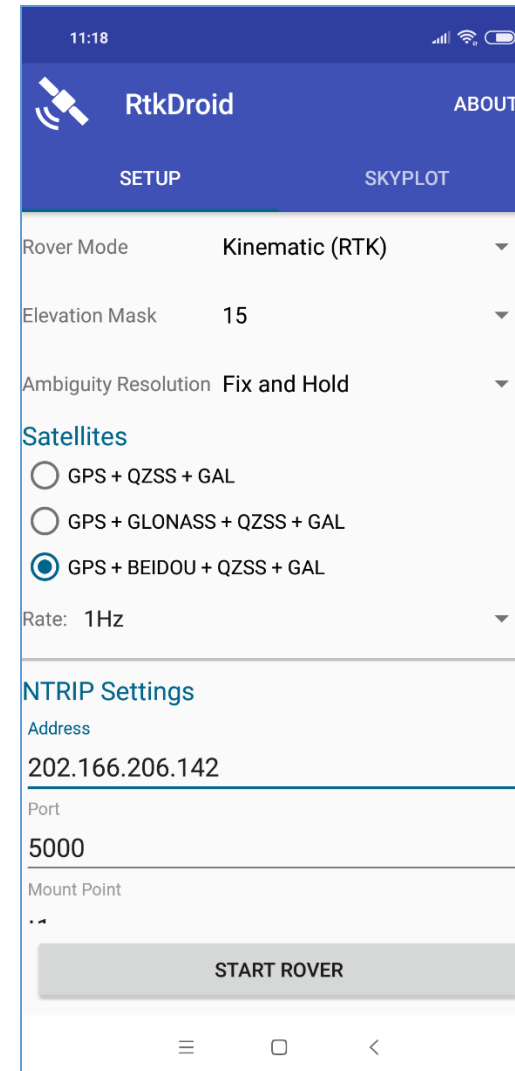 11:18
RtkDroid ABOUT
SETUP SKYPLOT
Rover Mode Kinematic (RTK)
Elevation Mask 15
Ambiguity Resolution Fix and Hold
Satellites
GPS + QZSS + GAL
GPS + GLONASS + QZSS + GAL
GPS + BEIDOU + QZSS + GAL
Rate: 1Hz
NTRIP Settings
Address
202.166.206.142
Port
5000
Mount Point
START ROVER